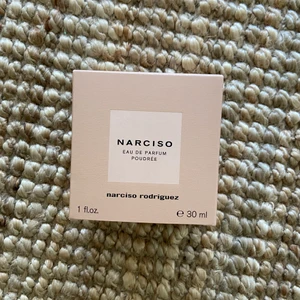 NARCISO
EAU DE PARFUM
POUDRÉE
narciso rodriguez
1 fl.oz. e 30 ml